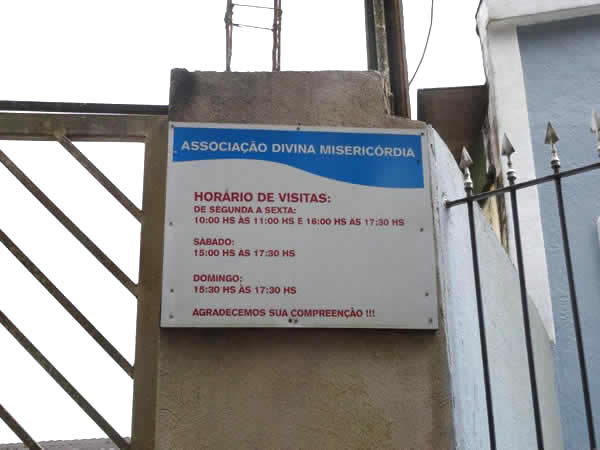 ASSOCIAÇÃO DIVINA MISERICÓRDIA
HORÁRIO DE VISITAS:
DE SEGUNDA A SEXTA:
10:00 HS ÀS 11:00 HS E 16:00 HS ÀS 17:30 HS
SÁBADO:
15:00 HS ÀS 17:30 HS
DOMINGO:
15:30 HS ÀS 17:30 HS
AGRADECEMOS SUA COMPREENÇÃO !!!